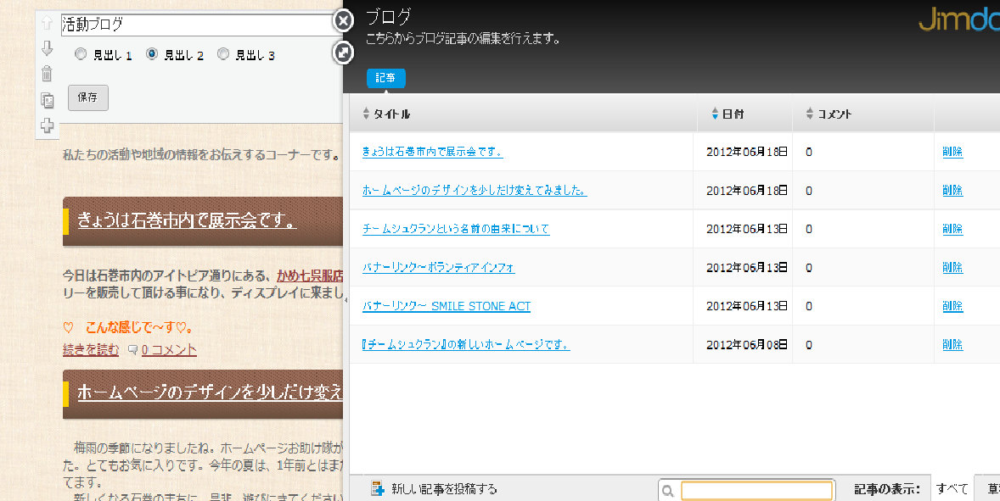 活動ブログ
見出し 1 見出し 2 見出し 3
保存
私たちの活動や地域の情報をお伝えするコーナーです。
きょうは石巻市内で展示会です。
今日は石巻市内のアイトピア通りにある、かめ七呉服店
リーを販売して頂ける事になり、ディスプレイに来まし
♡ こんな感じで～す♡。
続きを読む 0 コメント
ホームページのデザインを少しだけ変え
梅雨の季節になりましたね。ホームページお助け隊が
た。とてもお気に入りです。今年の夏は、1年前とはまた
てます。
新しくなる石巻のまちに、是非、遊びにきてください
ブログ
こちらからブログ記事の編集を行えます。
Jimdo
記事
タイトル 日付 コメント
きょうは石巻市内で展示会です。 2012年06月18日 0 削除
ホームページのデザインを少しだけ変えてみました。 2012年06月18日 0 削除
チームシュクランという名前の由来について 2012年06月13日 0 削除
バナーリンク～ボランティアインフォ 2012年06月13日 0 削除
バナーリンク～ SMILE STONE ACT 2012年06月13日 0 削除
『チームシュクラン』の新しいホームページです。 2012年06月08日 0 削除
新しい記事を投稿する 記事の表示: すべて 草